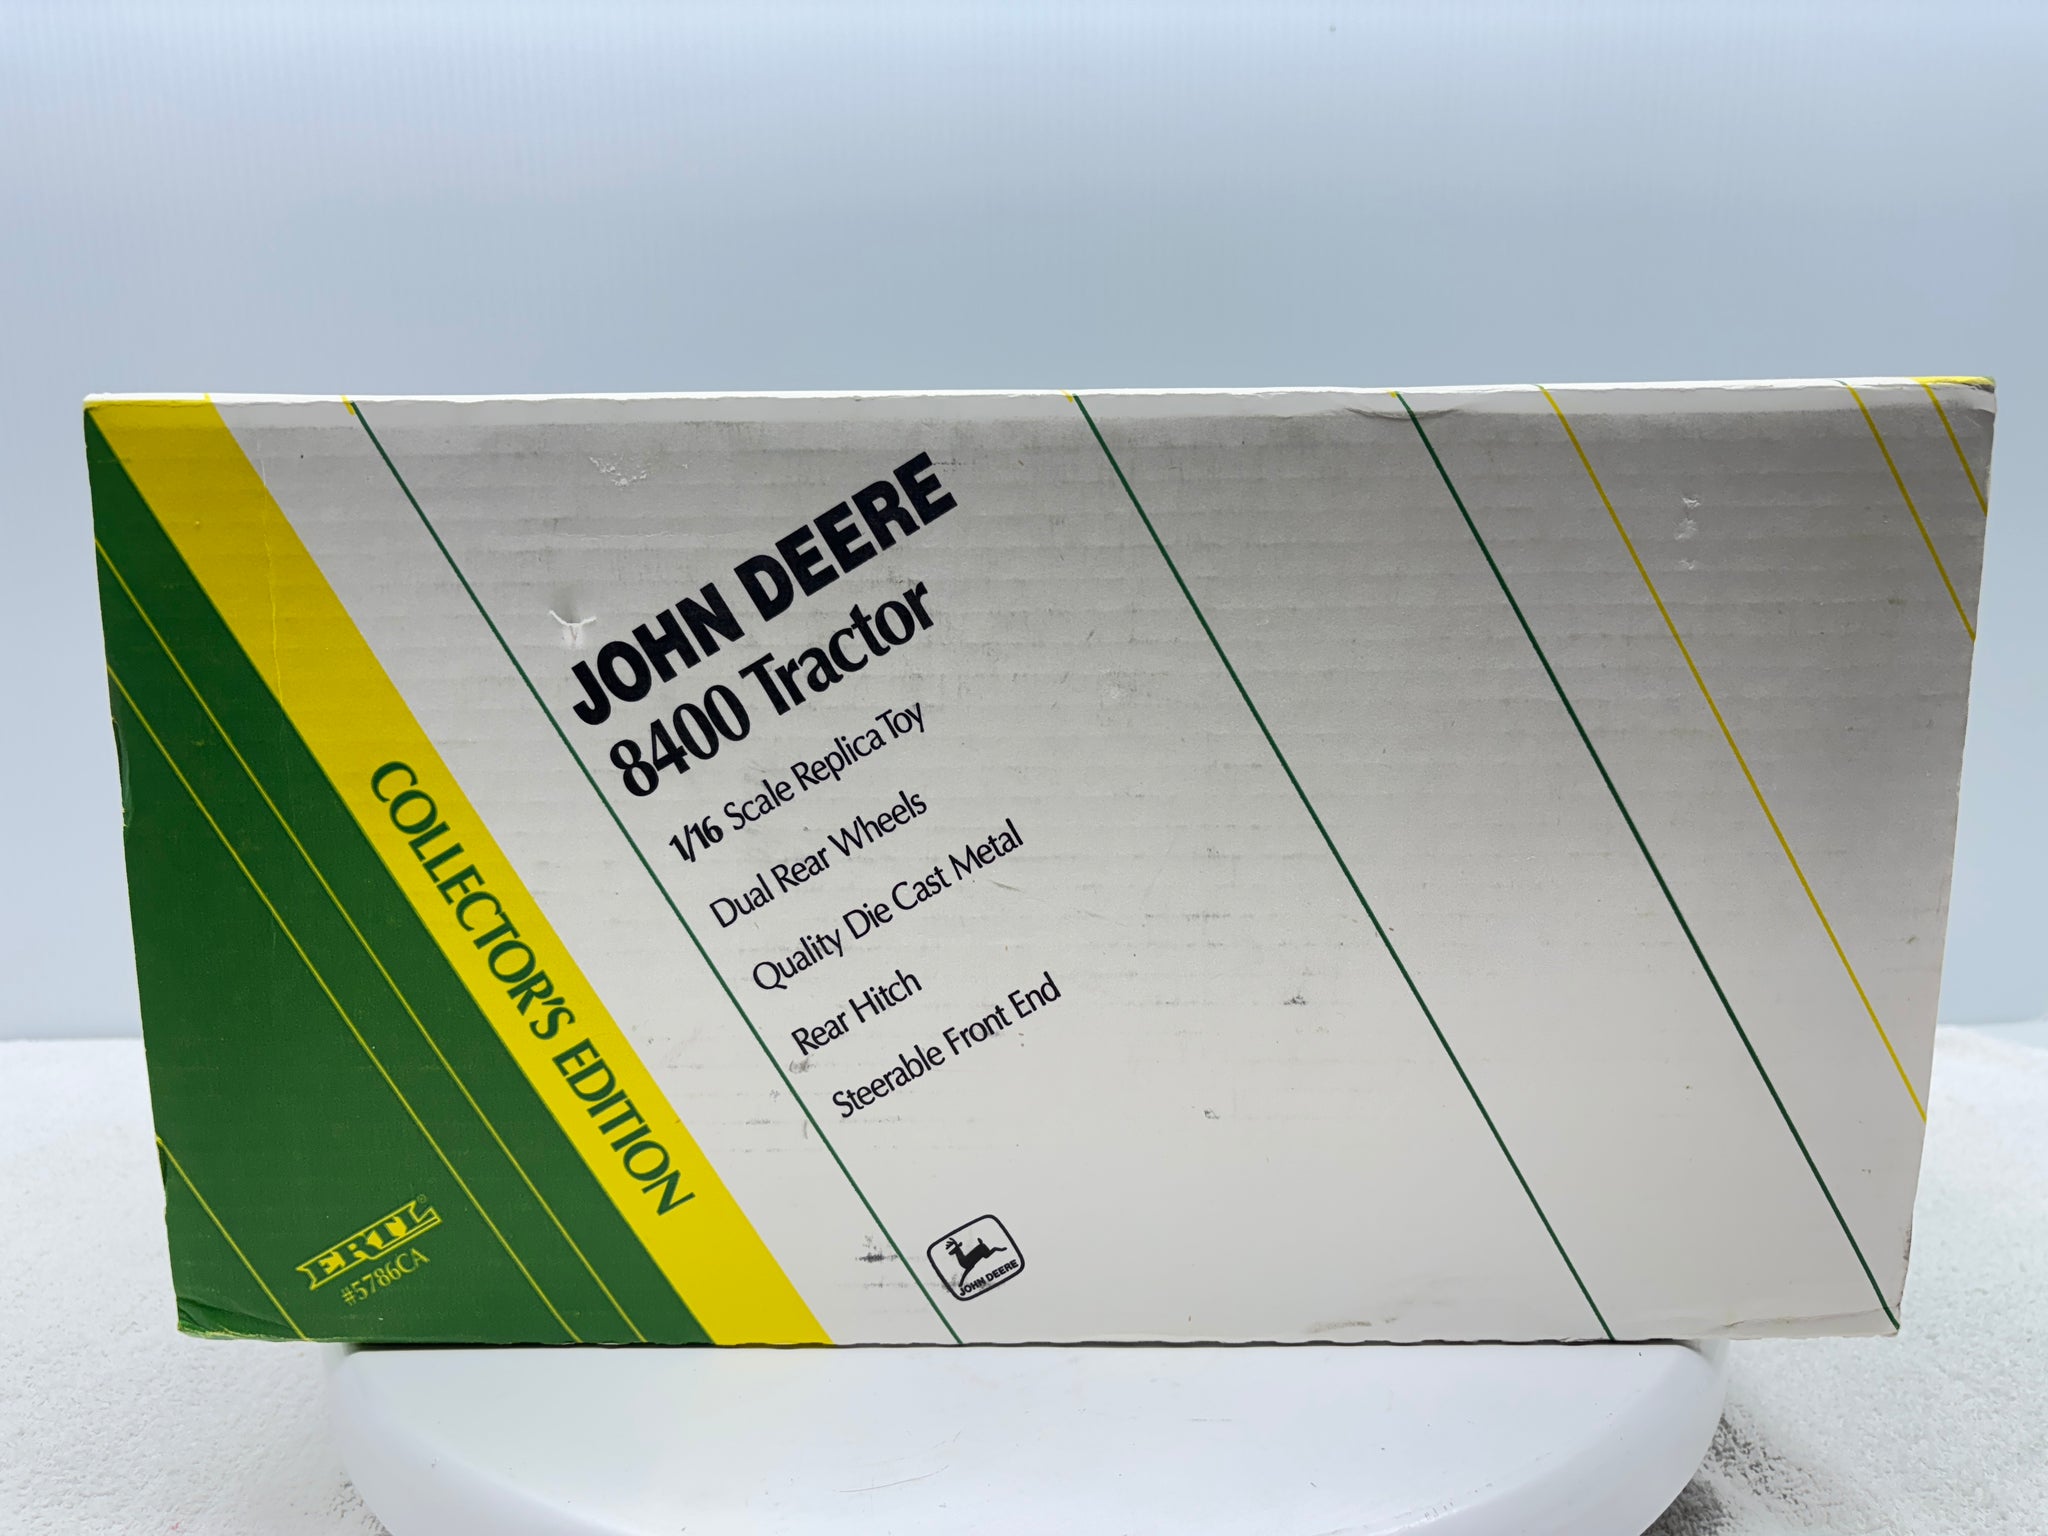 JOHN DEERE
8400 Tractor
1/16 Scale Replica Toy
Dual Rear Wheels
Quality Die Cast Metal
Rear Hitch
Steerable Front End
COLLECTOR'S EDITION
ERTL®
#5786CA
JOHN DEERE